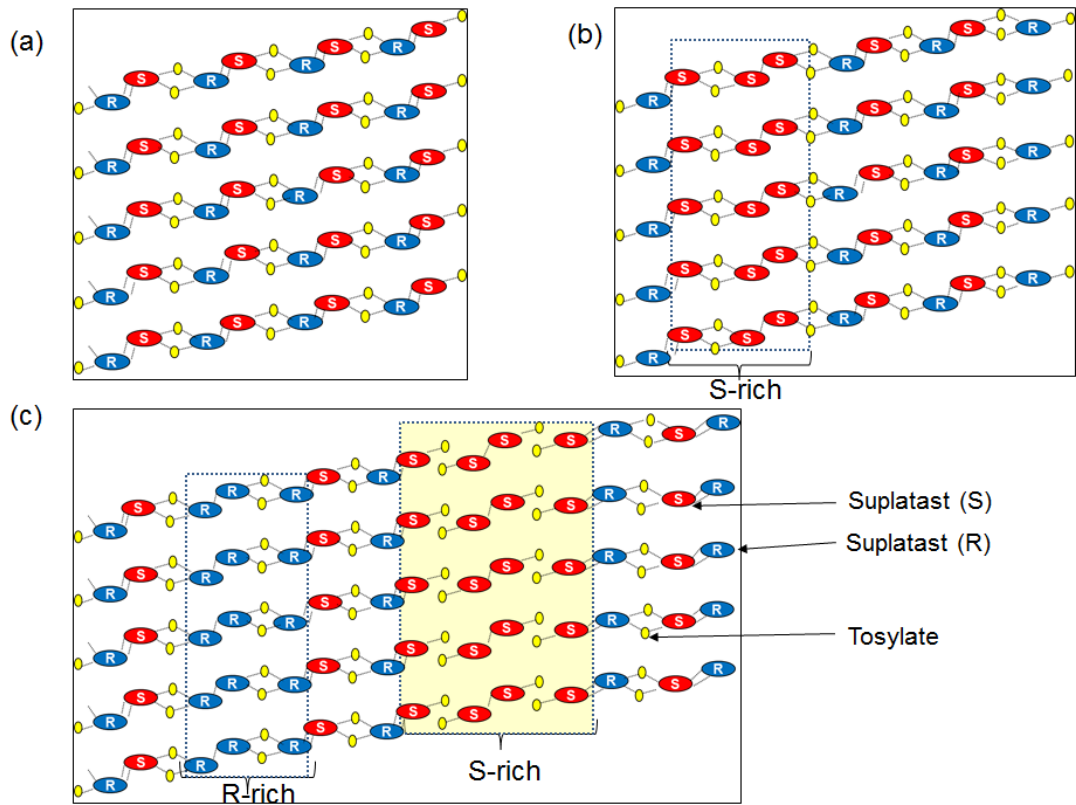 (a)
R S R S R S R S
R S R S R S R S
R S R S R S R S
R S R S R S R S
R S R S R S R S
(b)
R S S S R S R S R
R S S S R S R S R
R S S S R S R S R
R S S S R S R S R
R S S S R S R S R
S-rich
(c)
R S R R R S R S S S S R S R
R S R R R S R S S S S R S R
R S R R R S R S S S S R S R
R S R R R S R S S S S R S R
R S R R R S R S S S S R S R
Suplatast (S)
Suplatast (R)
Tosylate
R-rich
S-rich